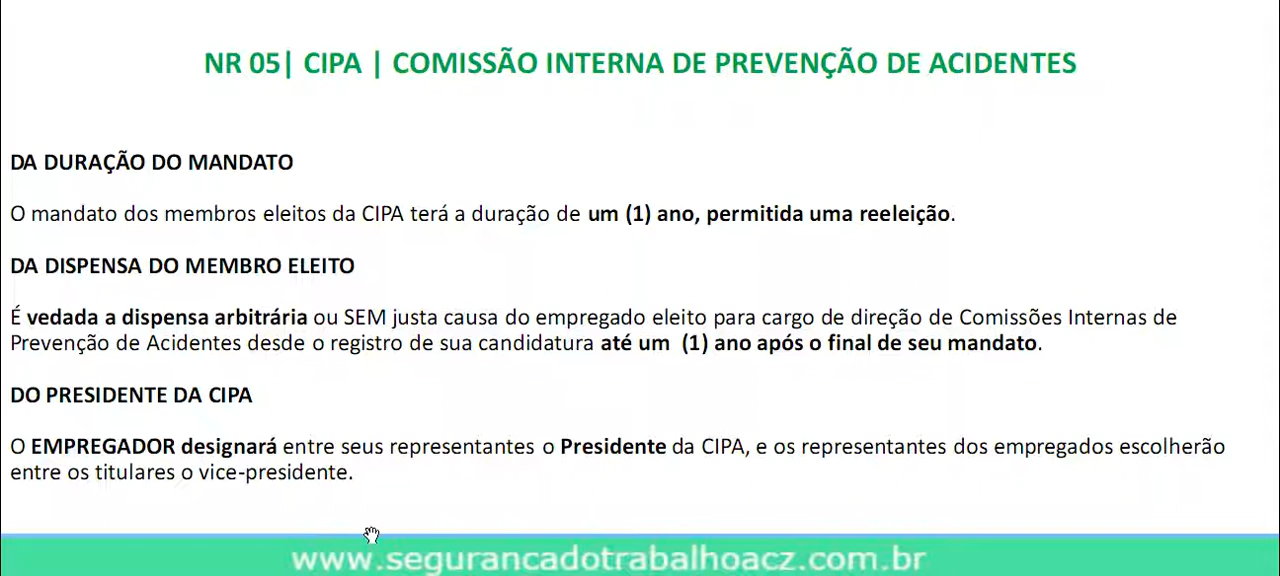 NR 05| CIPA | COMISSÃO INTERNA DE PREVENÇÃO DE ACIDENTES
DA DURAÇÃO DO MANDATO
O mandato dos membros eleitos da CIPA terá a duração de um (1) ano, permitida uma reeleição.
DA DISPENSA DO MEMBRO ELEITO
É vedada a dispensa arbitrária ou SEM justa causa do empregado eleito para cargo de direção de Comissões Internas de
Prevenção de Acidentes desde o registro de sua candidatura até um (1) ano após o final de seu mandato.
DO PRESIDENTE DA CIPA
O EMPREGADOR designará entre seus representantes o Presidente da CIPA, e os representantes dos empregados escolherão
entre os titulares o vice-presidente.
www.segurancadotrabalhoacz.com.br